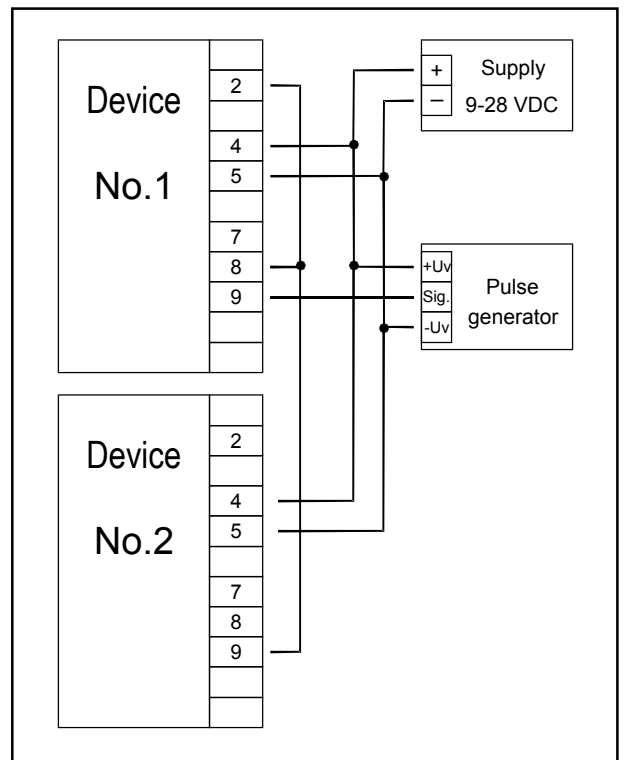 Device
No.1
2
4
5
7
8
9
+ Supply
− 9-28 VDC
+Uv
Sig.
-Uv
Pulse
generator
Device
No.2
2
4
5
7
8
9